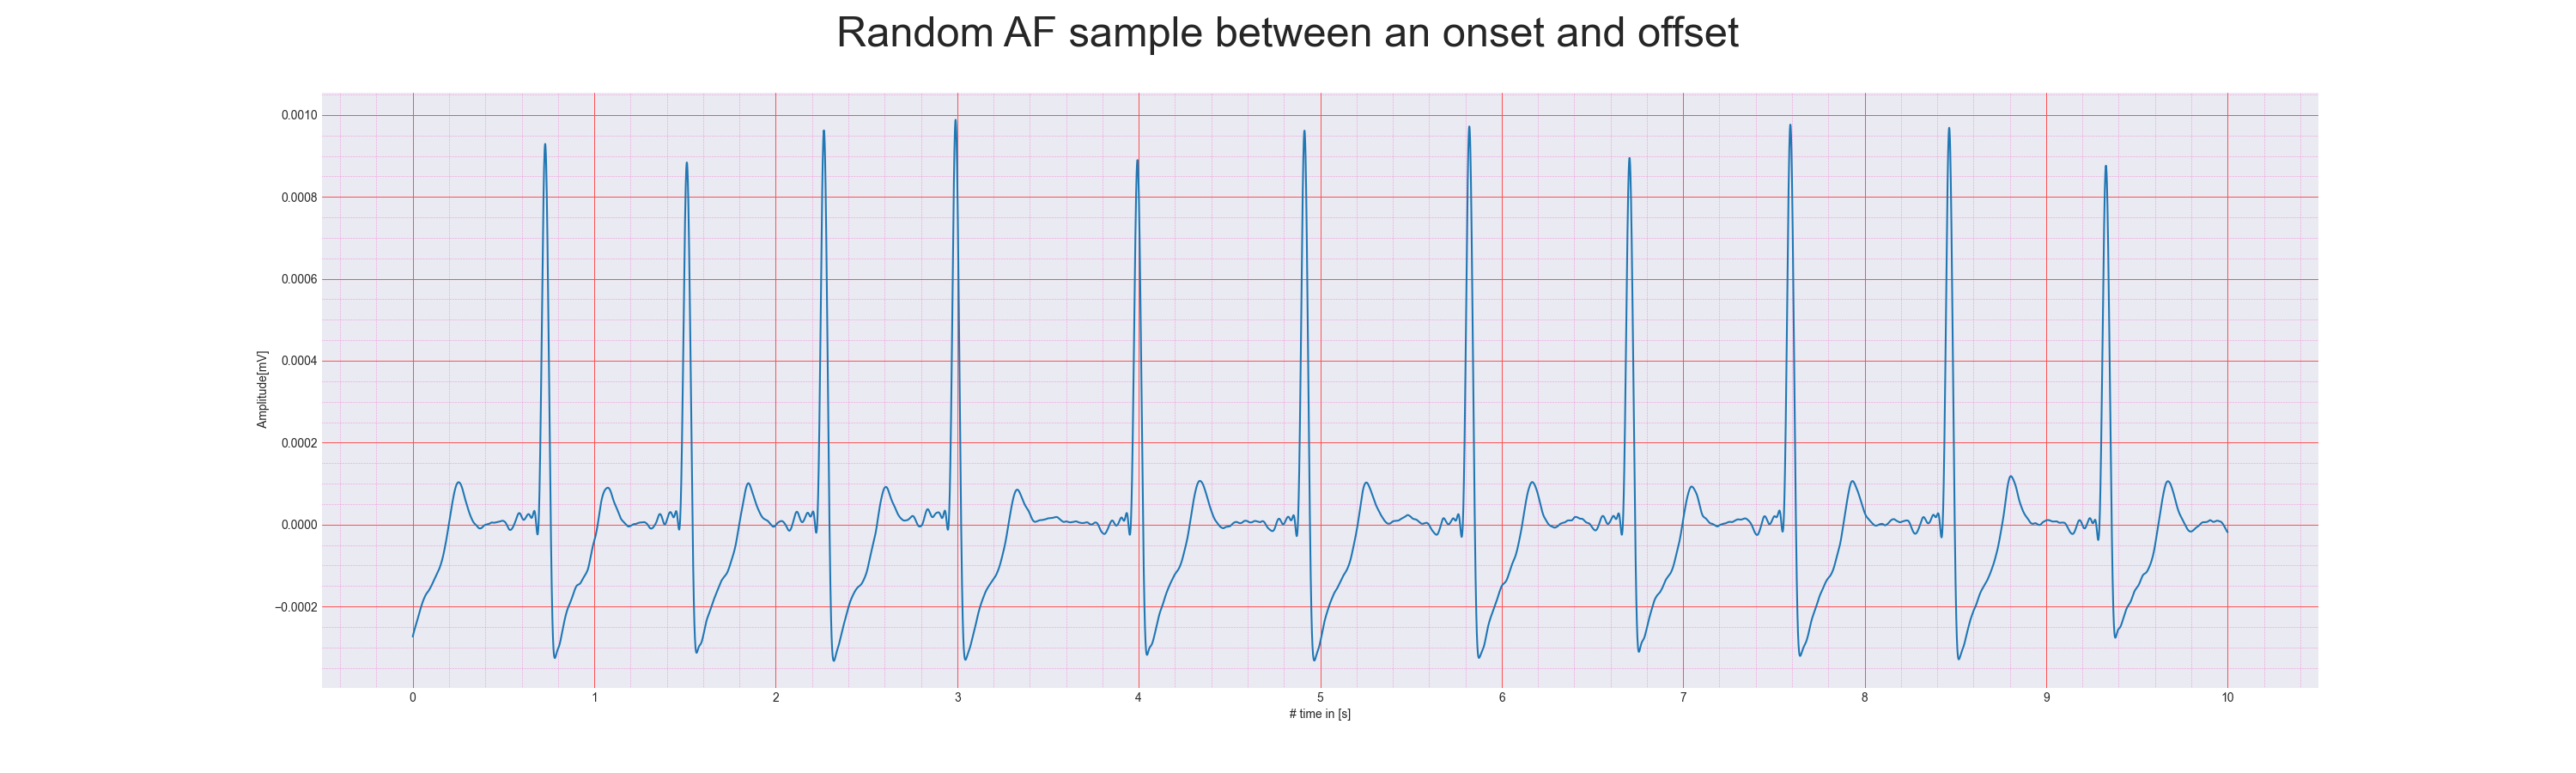 Random AF sample between an onset and offset
0.0010
0.0008
0.0006
0.0004
0.0002
0.0000
−0.0002
Amplitude[mV]
0 1 2 3 4 5 6 7 8 9 10
# time in [s]